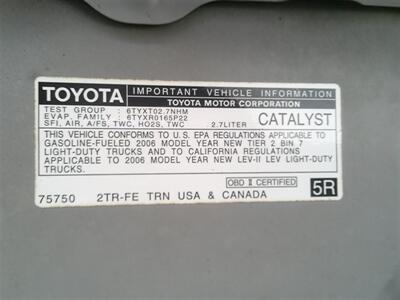 TOYOTA IMPORTANT VEHICLE INFORMATION
TOYOTA MOTOR CORPORATION
TEST GROUP : 6TYXT02.7NHM
EVAP. FAMILY : 6TYXR0165P22
SFI, AIR, A/FS, TWC, HO2S, TWC 2.7LITER CATALYST
THIS VEHICLE CONFORMS TO U.S. EPA REGULATIONS APPLICABLE TO
GASOLINE-FUELED 2006 MODEL YEAR NEW TIER 2 BIN 7
LIGHT-DUTY TRUCKS AND TO CALIFORNIA REGULATIONS
APPLICABLE TO 2006 MODEL YEAR NEW LEV-II LEV LIGHT-DUTY
TRUCKS.
OBD II CERTIFIED
75750 2TR-FE TRN USA & CANADA 5R